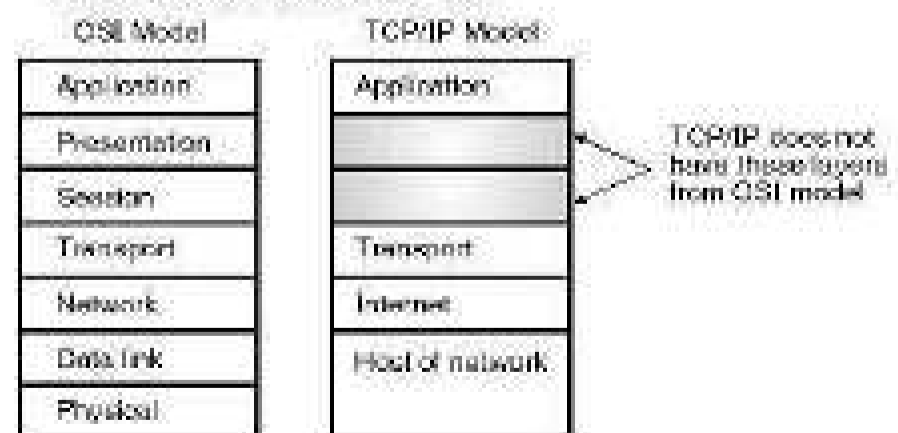 OSI Model
Application
Presentation
Session
Transport
Network
Data link
Physical
TCP/IP Model
Application
Transport
Internet
Host of network
TCP/IP does not
have these layers
from OSI model